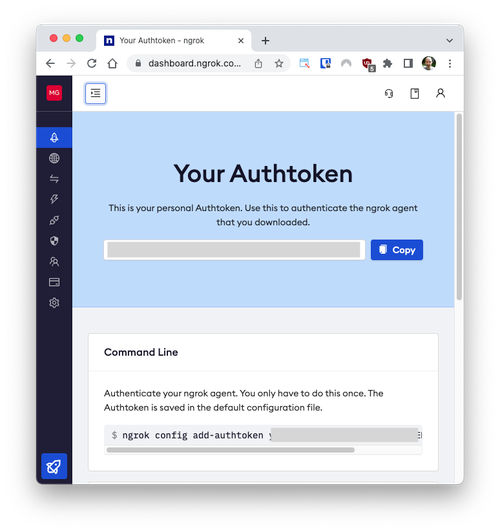 Your Authtoken - ngrok
dashboard.ngrok.co...
MG
Your Authtoken
This is your personal Authtoken. Use this to authenticate the ngrok agent
that you downloaded.
Copy
Command Line
Authenticate your ngrok agent. You only have to do this once. The
Authtoken is saved in the default configuration file.
$ ngrok config add-authtoken